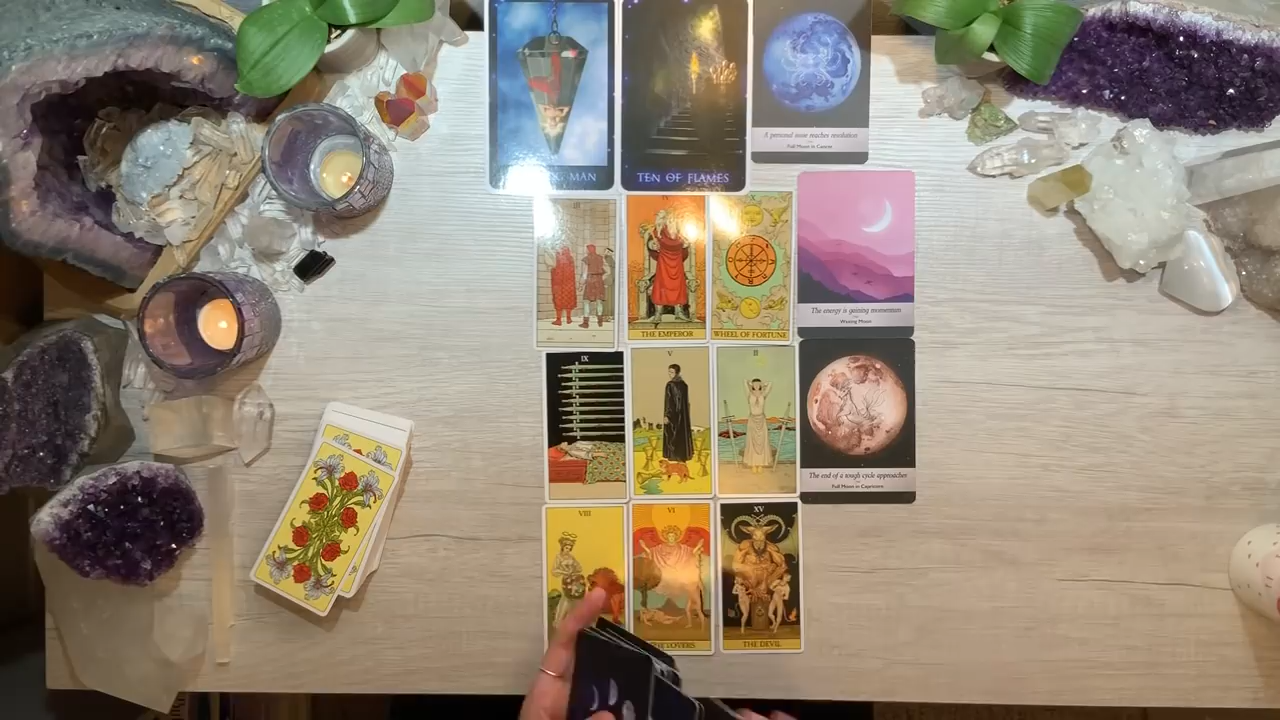 MAN
TEN OF FLAMES
A personal issue reaches resolution
Full Moon in Cancer
IV
THE EMPEROR
WHEEL OF FORTUNE
The energy is gaining momentum
Waxing Moon
IX
V
II
The end of a tough cycle approaches
Full Moon in Capricorn
VIII
VI
XV
THE LOVERS
THE DEVIL